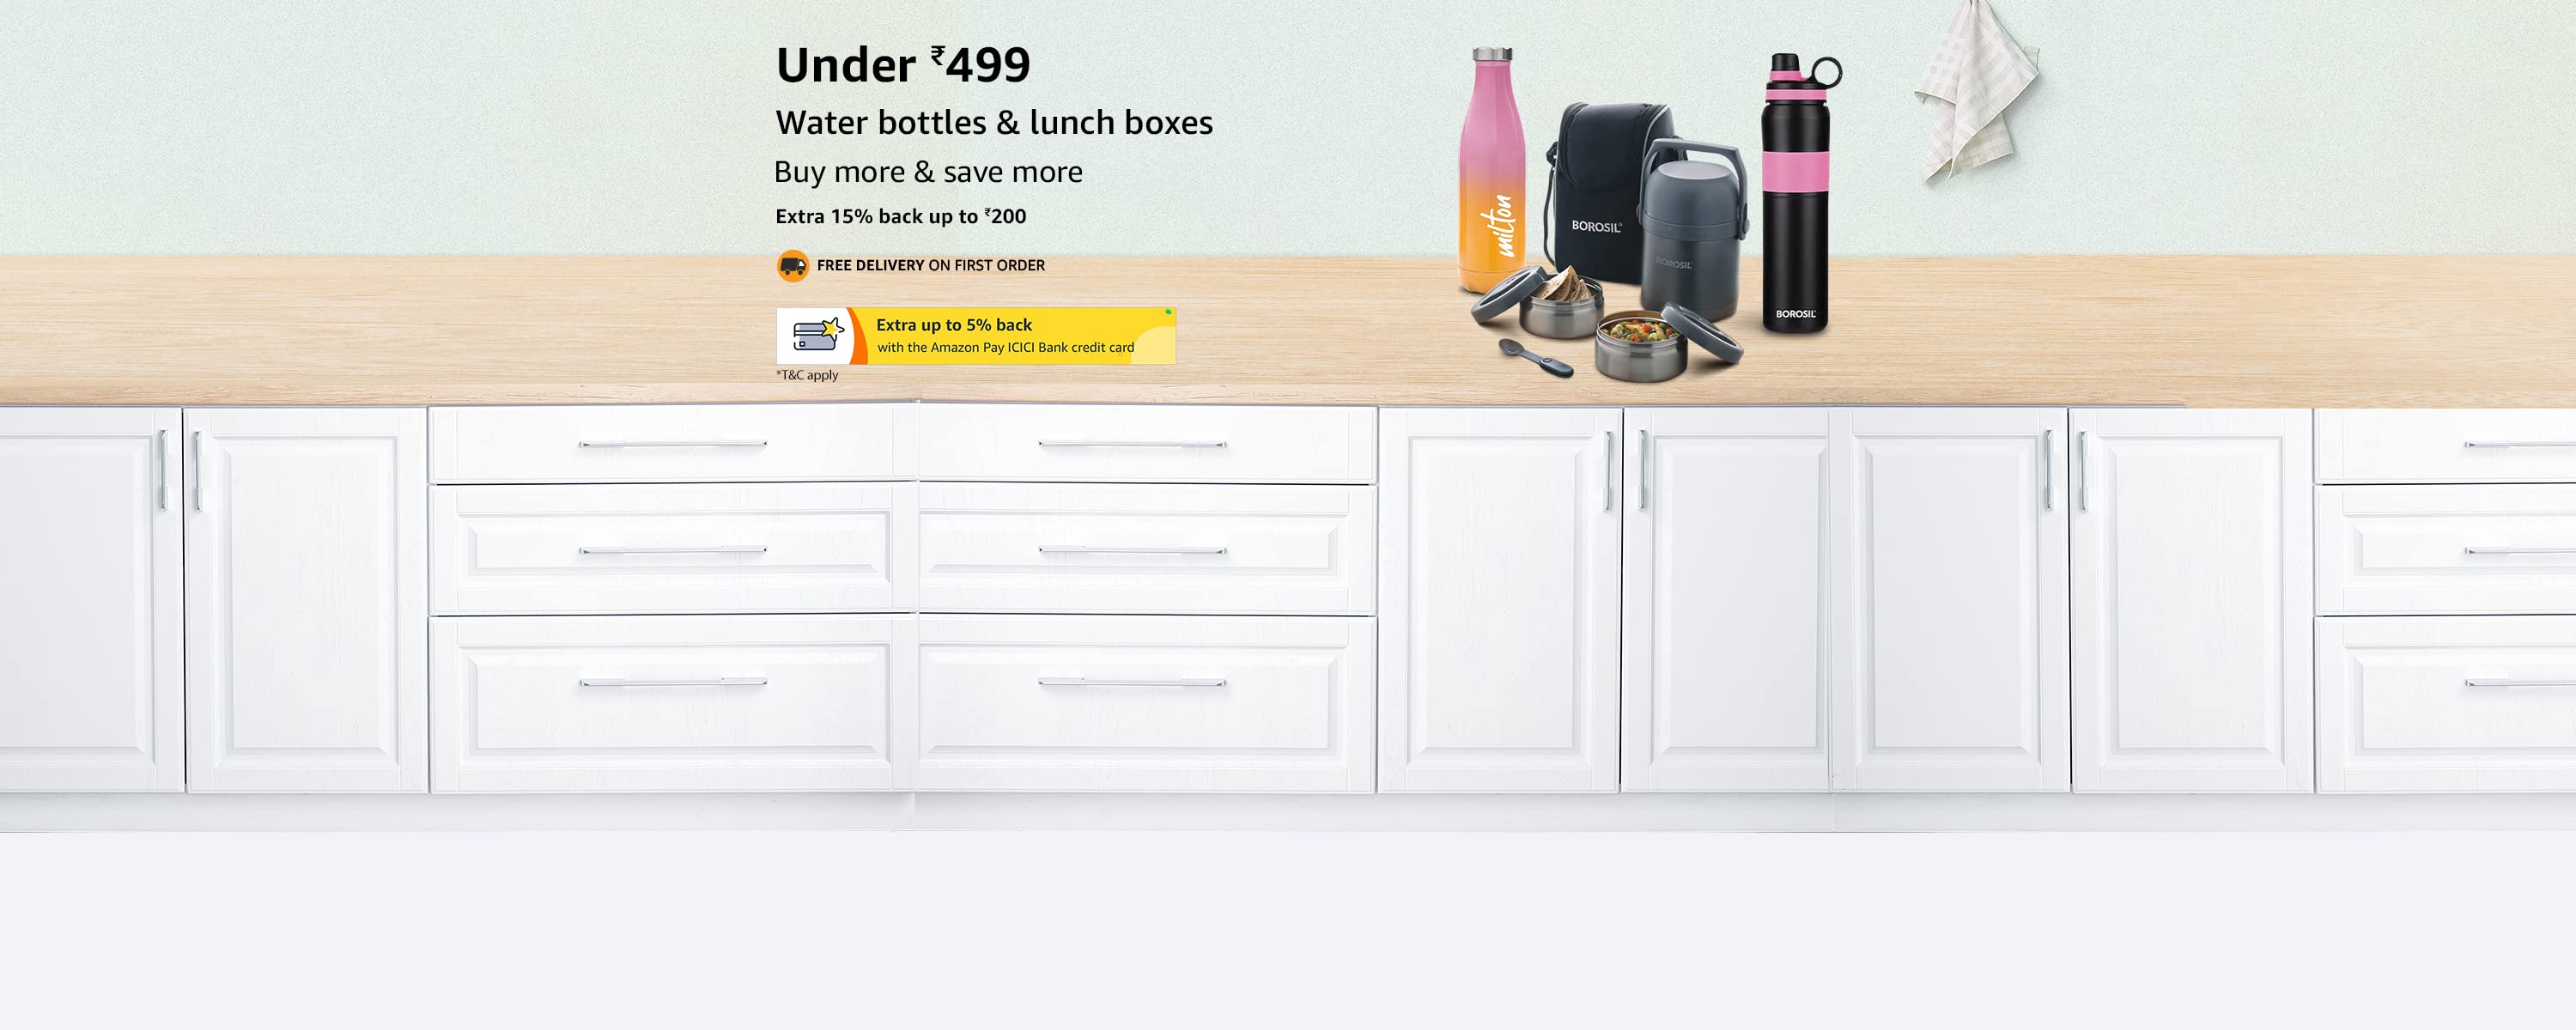 Under ₹499
Water bottles & lunch boxes
Buy more & save more
Extra 15% back up to ₹200
FREE DELIVERY ON FIRST ORDER
Extra up to 5% back
with the Amazon Pay ICICI Bank credit card
*T&C apply
milton
BOROSIL®
BOROSIL
BOROSIL